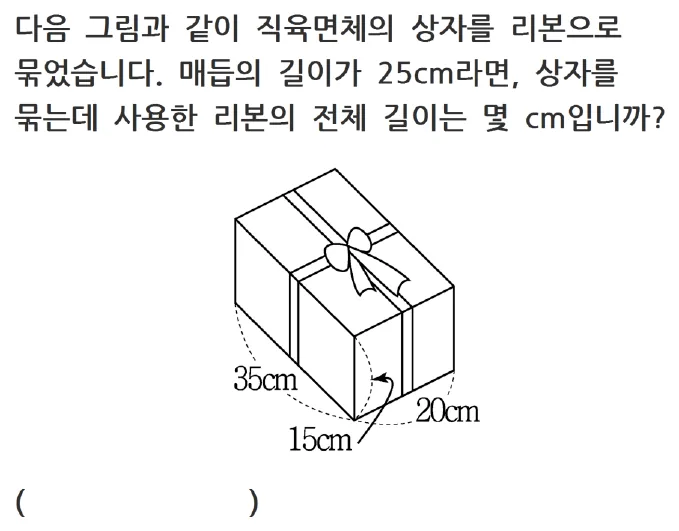 다음 그림과 같이 직육면체의 상자를 리본으로
묶었습니다. 매듭의 길이가 25cm라면, 상자를
묶는데 사용한 리본의 전체 길이는 몇 cm입니까?
35cm
20cm
15cm
( )